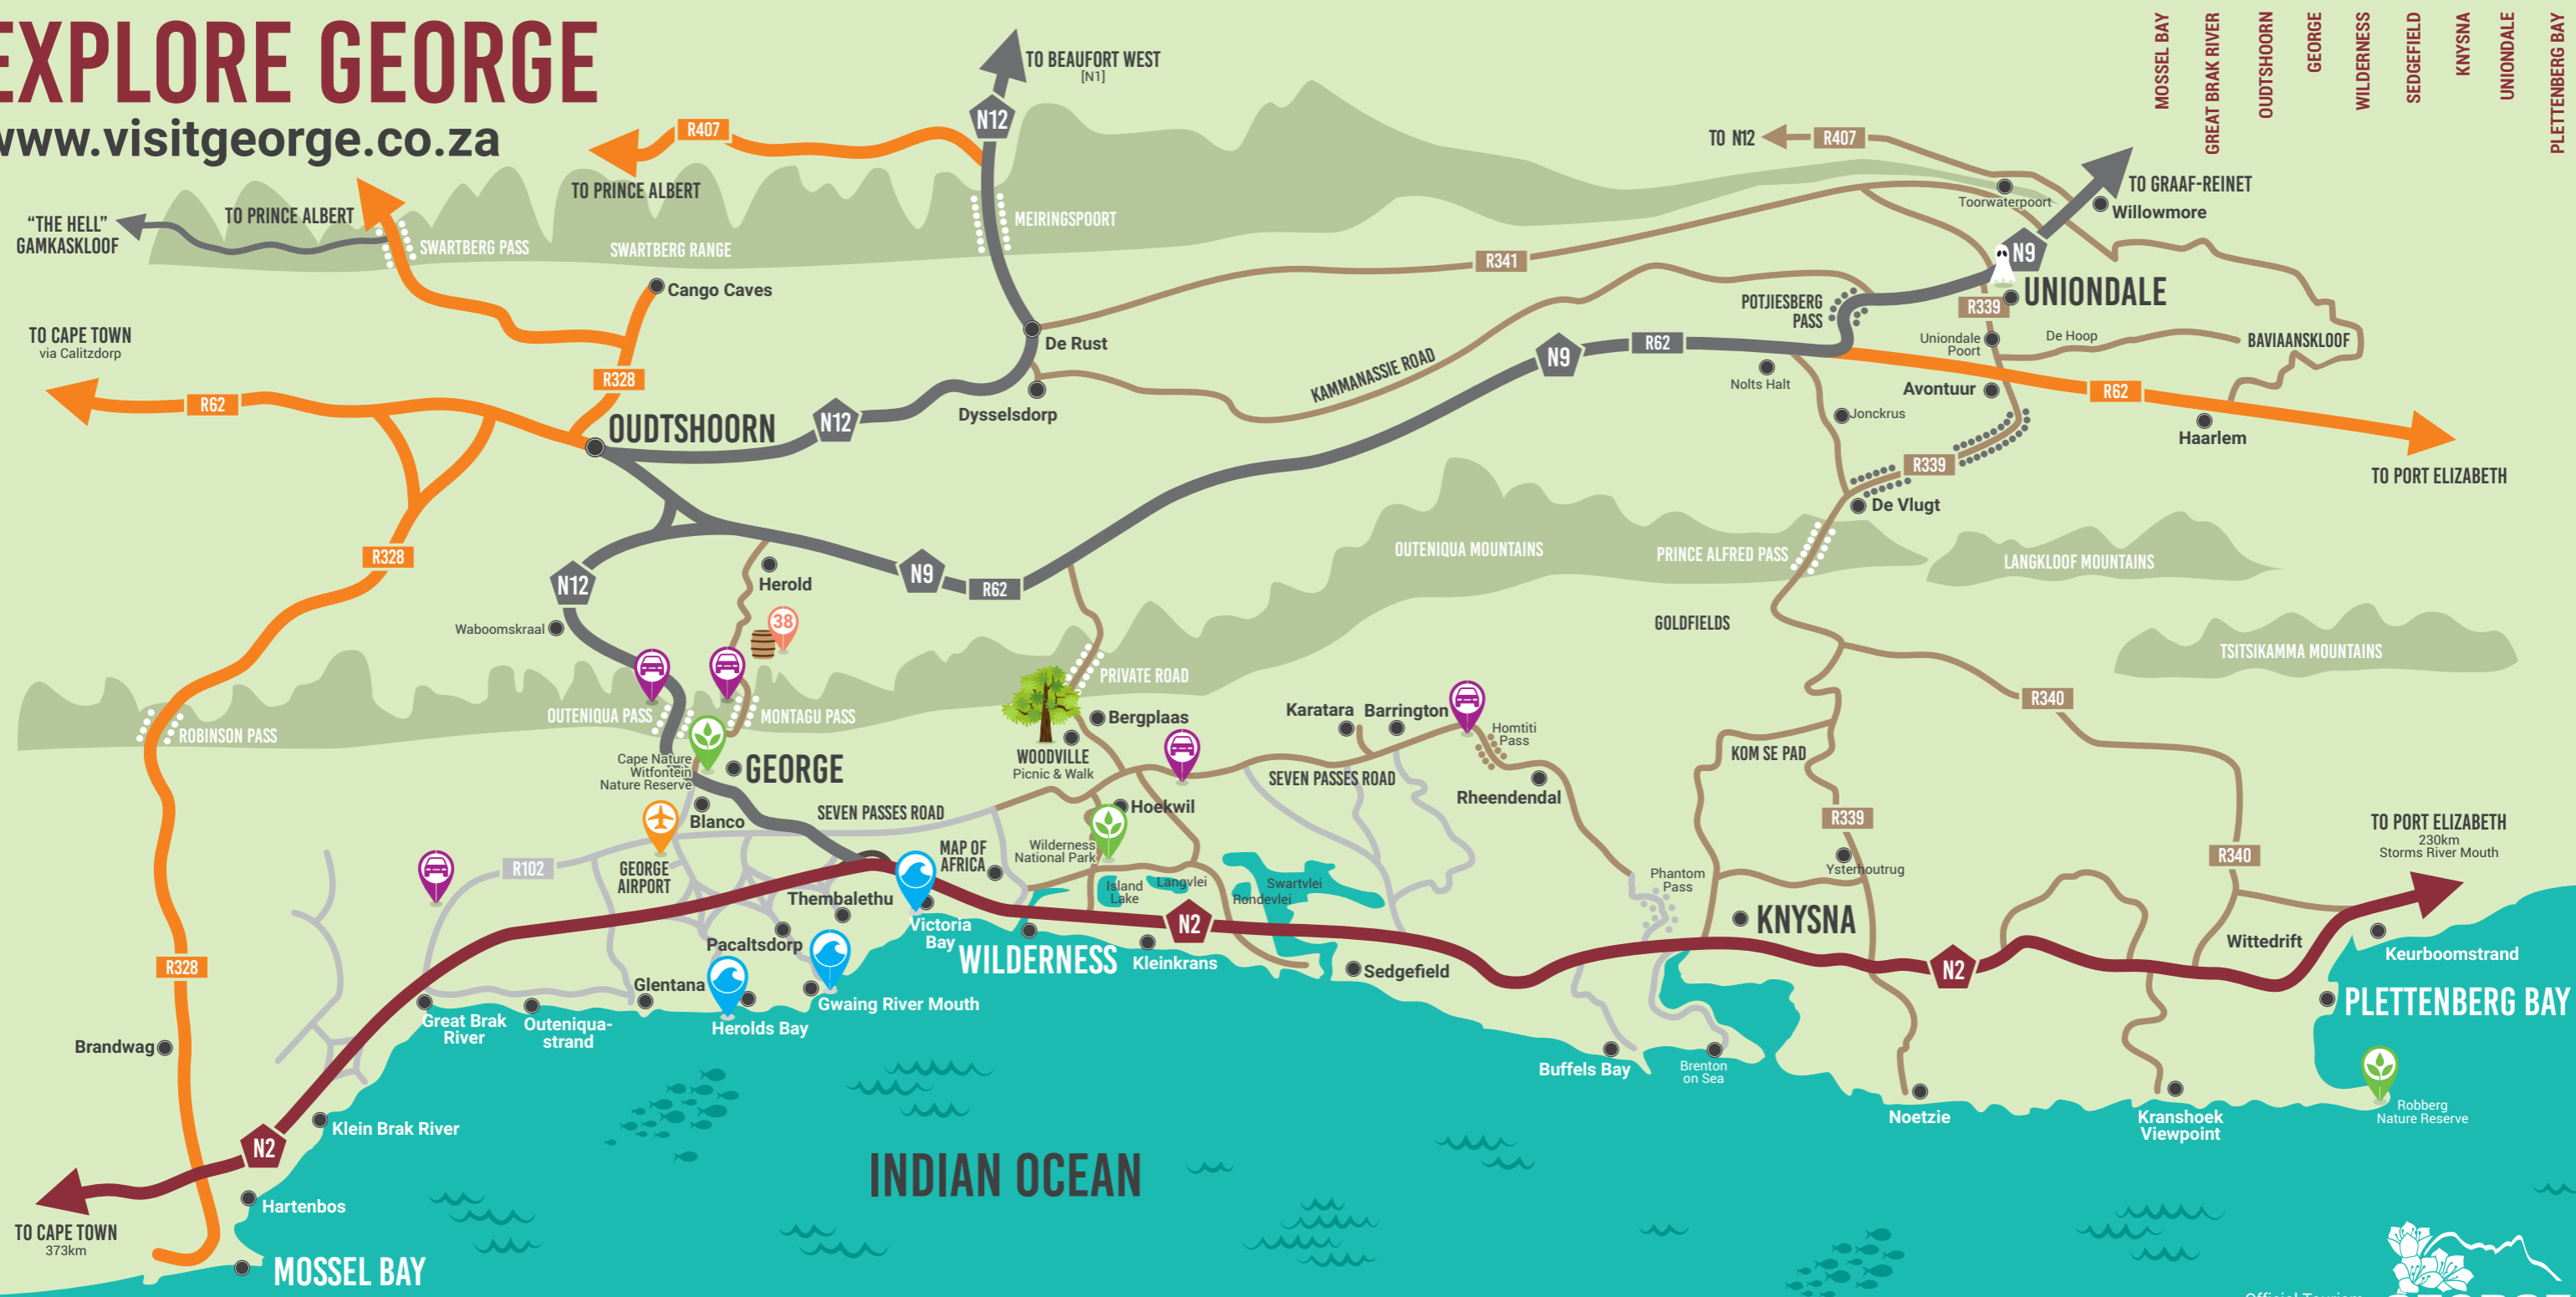 EXPLORE GEORGE
www.visitgeorge.co.za
MOSSEL BAY
GREAT BRAK RIVER
OUDTSHOORN
GEORGE
WILDERNESS
SEDGEFIELD
KNYSNA
UNIONDALE
PLETTENBERG BAY
TO BEAUFORT WEST
[N1]
N12
R407
TO PRINCE ALBERT
TO N12
R407
Toorwaterpoort
TO GRAAF-REINET
Willowmore
"THE HELL"
GAMKASKLOOF
TO PRINCE ALBERT
SWARTBERG PASS
SWARTBERG RANGE
MEIRINGSPOORT
R341
N9
UNIONDALE
R339
Cango Caves
POTJIESBERG
PASS
TO CAPE TOWN
via Calitzdorp
De Rust
KAMMANASSIE ROAD
N9
R62
Uniondale
Poort
De Hoop
BAVIAANSKLOOF
R328
R62
Nolts Halt
Avontuur
R62
OUDTSHOORN
N12
Dysselsdorp
Jonckrus
Haarlem
TO PORT ELIZABETH
R339
De Vlugt
R328
N12
Herold
N9
R62
OUTENIQUA MOUNTAINS
PRINCE ALFRED PASS
LANGKLOOF MOUNTAINS
Waboomskraal
38
GOLDFIELDS
TSITSIKAMMA MOUNTAINS
PRIVATE ROAD
R340
ROBINSON PASS
OUTENIQUA PASS
MONTAGU PASS
Bergplaas
Karatara
Barrington
Homtiti
Pass
WOODVILLE
Picnic & Walk
KOM SE PAD
Cape Nature
Witfontein
Nature Reserve
GEORGE
SEVEN PASSES ROAD
Rheendendal
Hoekwil
Blanco
SEVEN PASSES ROAD
R339
TO PORT ELIZABETH
230km
Storms River Mouth
Wilderness
National Park
MAP OF
AFRICA
R102
GEORGE
AIRPORT
R340
Ysterhoutrug
Phantom
Pass
Island
Lake
Langvlei
Swartvlei
Rondevlei
Thembalethu
Victoria
Bay
N2
KNYSNA
Pacaltsdorp
WILDERNESS
Kleinkrans
Sedgefield
N2
Wittedrift
Keurboomstrand
R328
Glentana
Gwaing River Mouth
PLETTENBERG BAY
Great Brak
River
Outeniqua-
strand
Herolds Bay
Brandwag
Buffels Bay
Brenton
on Sea
Noetzie
Kranshoek
Viewpoint
Robberg
Nature Reserve
Klein Brak River
N2
INDIAN OCEAN
Hartenbos
TO CAPE TOWN
373km
MOSSEL BAY